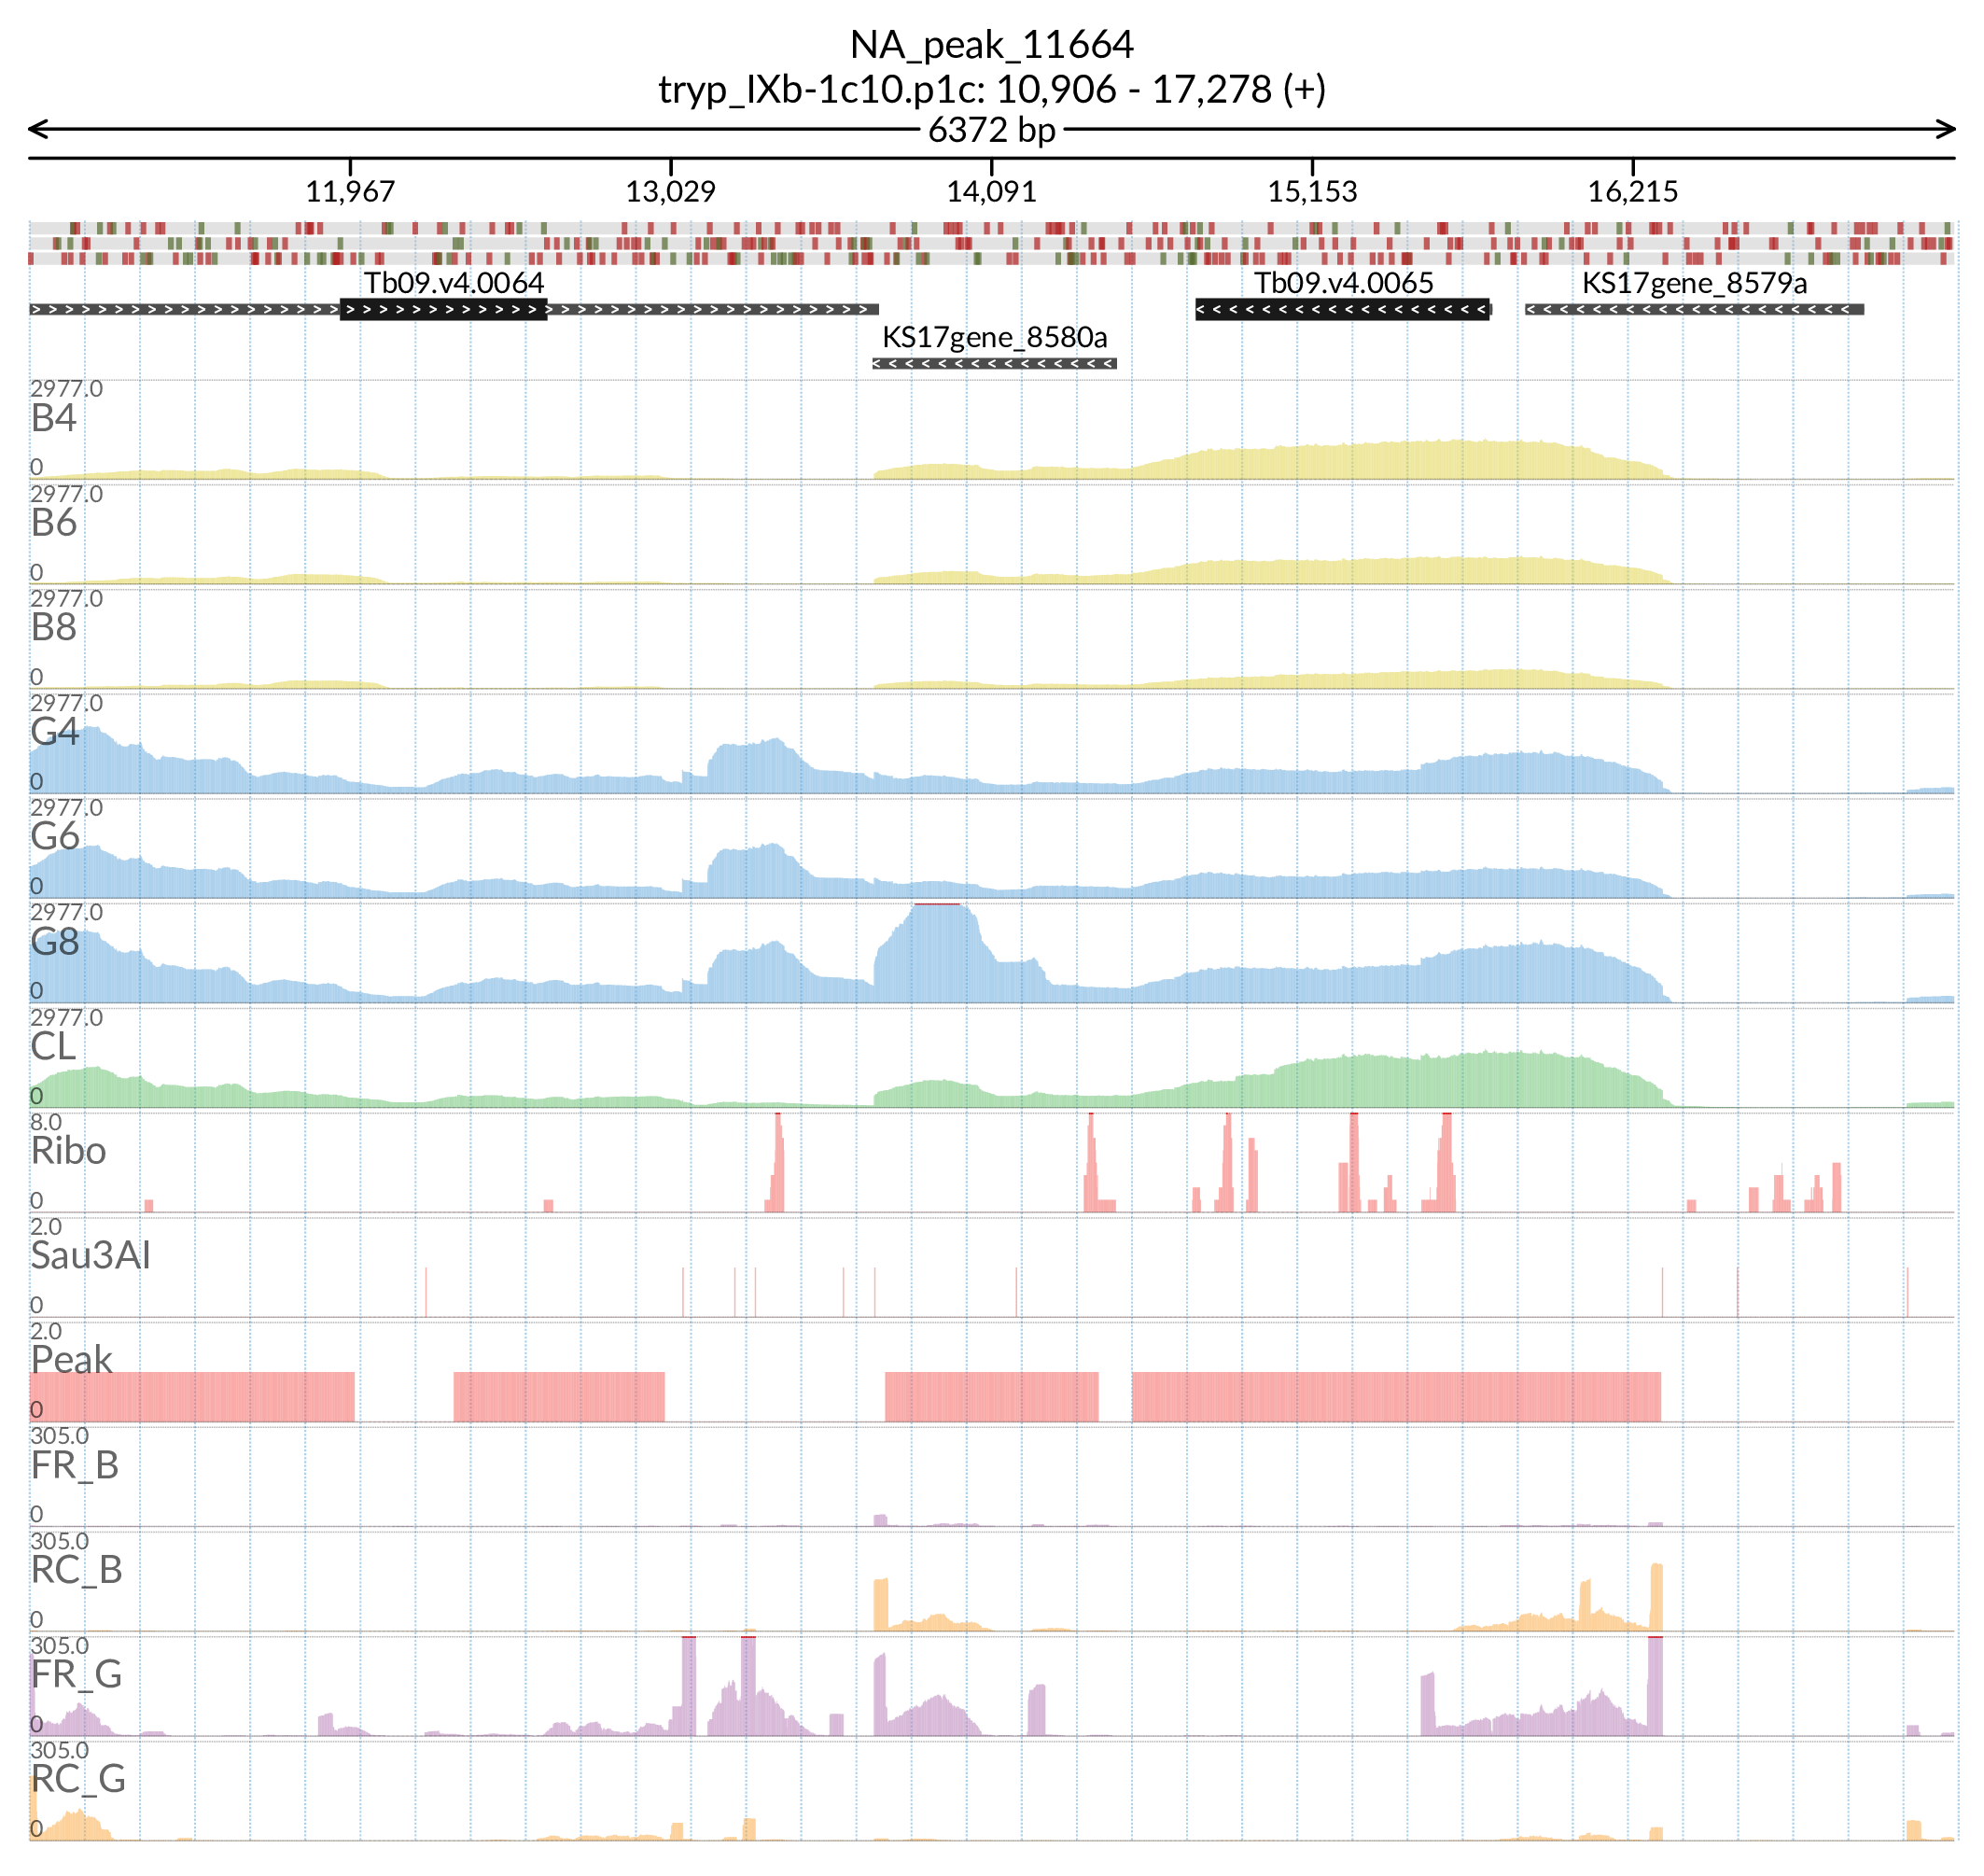 NA_peak_11664
tryp_IXb-1c10.p1c: 10,906 - 17,278 (+)
6372 bp
11,967 13,029 14,091 15,153 16,215
Tb09.v4.0064 Tb09.v4.0065 KS17gene_8579a
KS17gene_8580a
2977.0
B4
0
2977.0
B6
0
2977.0
B8
0
2977.0
G4
0
2977.0
G6
0
2977.0
G8
0
2977.0
CL
0
8.0
Ribo
0
2.0
Sau3AI
0
2.0
Peak
0
305.0
FR_B
0
305.0
RC_B
0
305.0
FR_G
0
305.0
RC_G
0